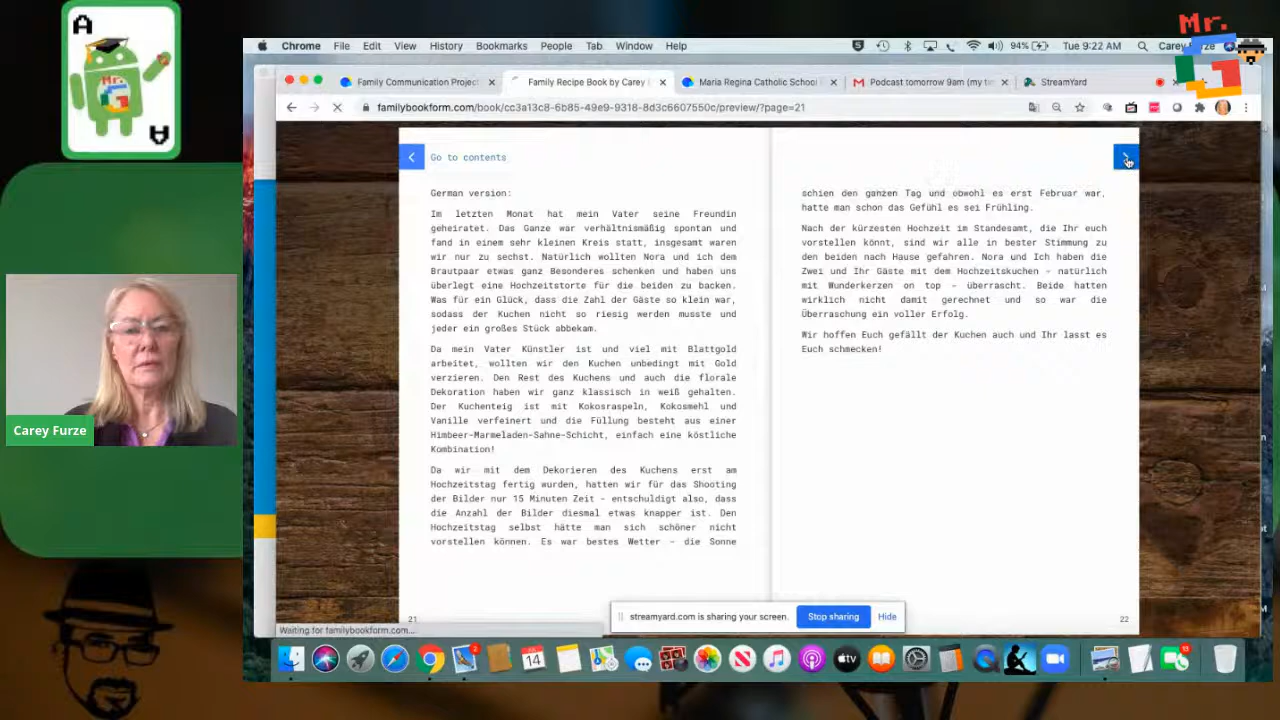 A
Mr.
A
Mr.
Chrome File Edit View History Bookmarks People Tab Window Help
94% Tue 9:22 AM Carey Furze
Family Communication Project
Family Recipe Book by Carey
Maria Regina Catholic School
Podcast tomorrow 9am (my tim
StreamYard
familybookform.com/book/cc3a13c8-6b85-49e9-9318-8d3c6607550c/preview/?page=21
Go to contents
German version:
Im letzten Monat hat mein Vater seine Freundin
geheiratet. Das Ganze war verhältnismäßig spontan und
fand in einem sehr kleinen Kreis statt, insgesamt waren
wir nur zu sechst. Natürlich wollten Nora und ich dem
Brautpaar etwas ganz Besonderes schenken und haben uns
überlegt eine Hochzeitstorte für die beiden zu backen.
Was für ein Glück, dass die Zahl der Gäste so klein war,
sodass der Kuchen nicht so riesig werden musste und
jeder ein großes Stück abbekam.
Da mein Vater Künstler ist und viel mit Blattgold
arbeitet, wollten wir den Kuchen unbedingt mit Gold
verzieren. Den Rest des Kuchens und auch die florale
Dekoration haben wir ganz klassisch in weiß gehalten.
Der Kuchenteig ist mit Kokosraspeln, Kokosmehl und
Vanille verfeinert und die Füllung besteht aus einer
Himbeer-Marmeladen-Sahne-Schicht, einfach eine köstliche
Kombination!
Da wir mit dem Dekorieren des Kuchens erst am
Hochzeitstag fertig wurden, hatten wir für das Shooting
der Bilder nur 15 Minuten Zeit - entschuldigt also, dass
die Anzahl der Bilder diesmal etwas knapper ist. Den
Hochzeitstag selbst hätte man sich schöner nicht
vorstellen können. Es war bestes Wetter - die Sonne
21
schien den ganzen Tag und obwohl es erst Februar war,
hatte man schon das Gefühl es sei Frühling.
Nach der kürzesten Hochzeit im Standesamt, die Ihr euch
vorstellen könnt, sind wir alle in bester Stimmung zu
den beiden nach Hause gefahren. Nora und Ich haben die
Zwei und Ihr Gäste mit dem Hochzeitskuchen - natürlich
mit Wunderkerzen on top - überrascht. Beide hatten
wirklich nicht damit gerechnet und so war die
Überraschung ein voller Erfolg.
Wir hoffen Euch gefällt der Kuchen auch und Ihr lasst es
Euch schmecken!
22
streamyard.com is sharing your screen. Stop sharing Hide
Waiting for familybookform.com...
Carey Furze